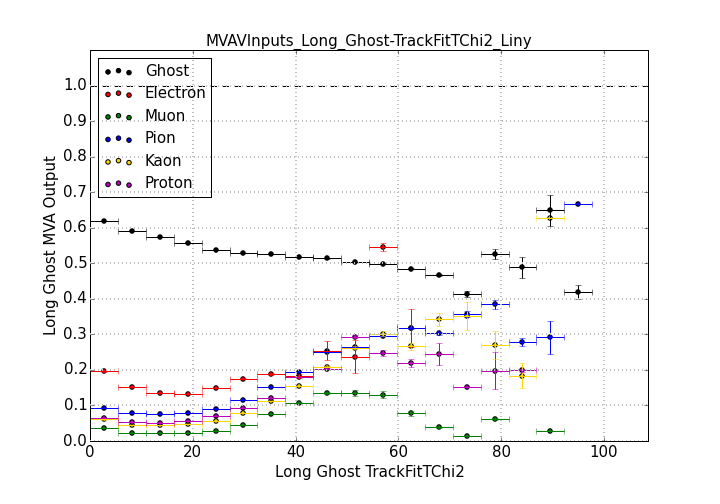 MVAVInputs_Long_Ghost-TrackFitTChi2_Liny
Long Ghost MVA Output
1.0
0.9
0.8
0.7
0.6
0.5
0.4
0.3
0.2
0.1
0.0
Ghost
Electron
Muon
Pion
Kaon
Proton
0 20 40 60 80 100
Long Ghost TrackFitTChi2